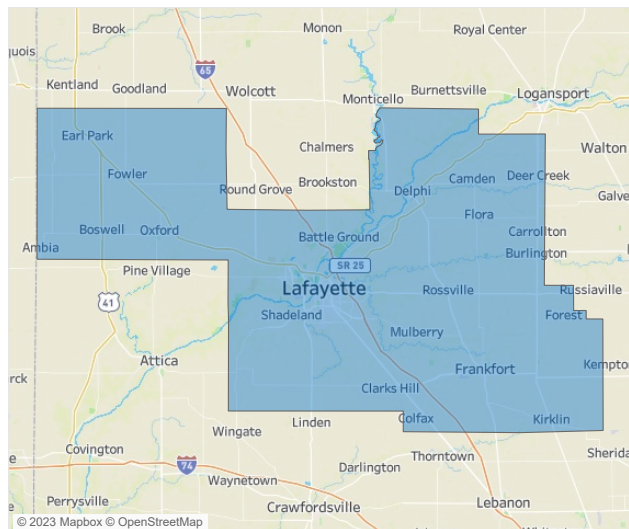 Brook
Monon
Royal Center
quois
65
Kentland
Goodland
Wolcott
Monticello
Burnettsville
Logansport
Earl Park
Chalmers
Walton
Fowler
Round Grove
Brookston
Delphi
Camden
Deer Creek
Galve
Flora
Boswell
Oxford
Battle Ground
Carrollton
Ambia
Burlington
Pine Village
SR 25
41
Lafayette
Rossville
Russiaville
Shadeland
Forest
Mulberry
Attica
Frankfort
Kempto
rck
Clarks Hill
Linden
Colfax
Kirklin
Wingate
Covington
Thorntown
Sherida
74
Darlington
Waynetown
Perrysville
Crawfordsville
Lebanon
© 2023 Mapbox © OpenStreetMap